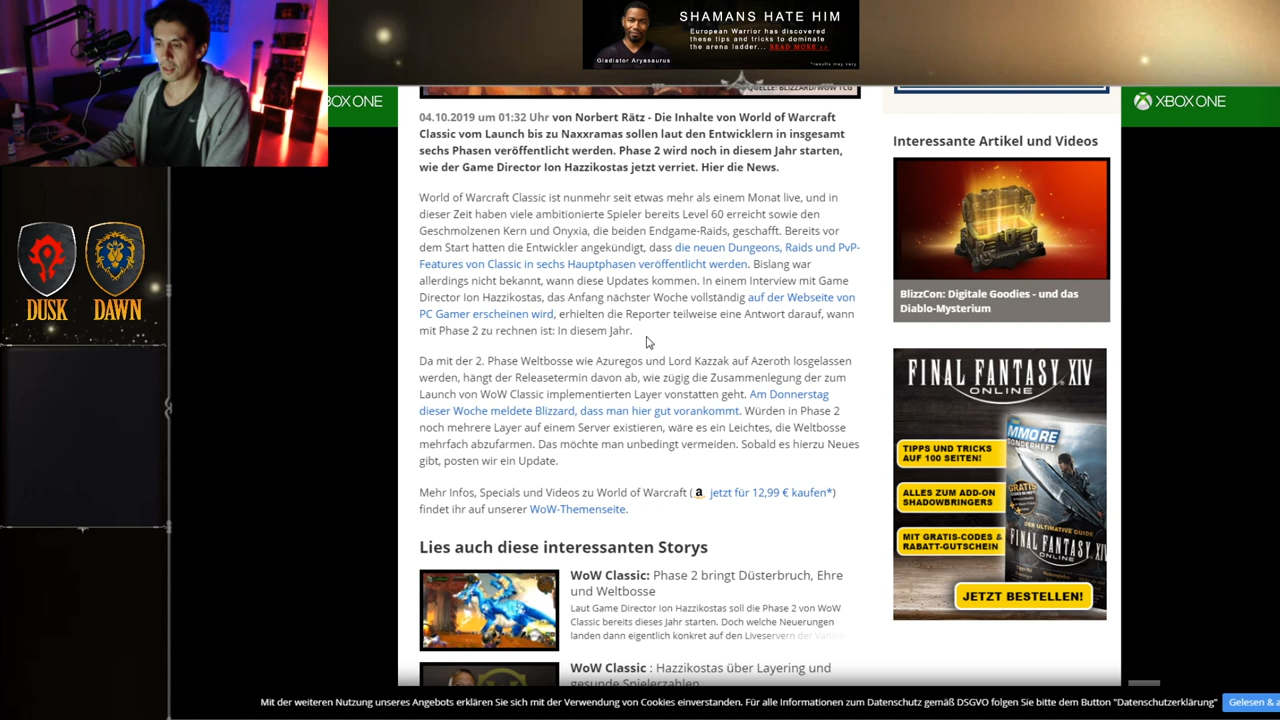 SHAMANS HATE HIM
European Warrior has discovered
these tips and tricks to dominate
the arena ladder... READ MORE >>
Gladiator Aryasaurus
*results may vary
QUELLE: BLIZZARD/WOW TCG
BOX ONE
XBOX ONE
04.10.2019 um 01:32 Uhr von Norbert Rätz - Die Inhalte von World of Warcraft
Classic vom Launch bis zu Naxxramas sollen laut den Entwicklern in insgesamt
sechs Phasen veröffentlicht werden. Phase 2 wird noch in diesem Jahr starten,
wie der Game Director Ion Hazzikostas jetzt verriet. Hier die News.
World of Warcraft Classic ist nunmehr seit etwas mehr als einem Monat live, und in
dieser Zeit haben viele ambitionierte Spieler bereits Level 60 erreicht sowie den
Geschmolzenen Kern und Onyxia, die beiden Endgame-Raids, geschafft. Bereits vor
dem Start hatten die Entwickler angekündigt, dass die neuen Dungeons, Raids und PvP-
Features von Classic in sechs Hauptphasen veröffentlicht werden. Bislang war
allerdings nicht bekannt, wann diese Updates kommen. In einem Interview mit Game
Director Ion Hazzikostas, das Anfang nächster Woche vollständig auf der Webseite von
PC Gamer erscheinen wird, erhielten die Reporter teilweise eine Antwort darauf, wann
mit Phase 2 zu rechnen ist: In diesem Jahr.
Da mit der 2. Phase Weltbosse wie Azuregos und Lord Kazzak auf Azeroth losgelassen
werden, hängt der Releasetermin davon ab, wie zügig die Zusammenlegung der zum
Launch von WoW Classic implementierten Layer vonstatten geht. Am Donnerstag
dieser Woche meldete Blizzard, dass man hier gut vorankommt. Würden in Phase 2
noch mehrere Layer auf einem Server existieren, wäre es ein Leichtes, die Weltbosse
mehrfach abzufarmen. Das möchte man unbedingt vermeiden. Sobald es hierzu Neues
gibt, posten wir ein Update.
Mehr Infos, Specials und Videos zu World of Warcraft (a jetzt für 12,99 € kaufen*)
findet ihr auf unserer WoW-Themenseite.
Lies auch diese interessanten Storys
WoW Classic: Phase 2 bringt Düsterbruch, Ehre
und Weltbosse
Laut Game Director Ion Hazzikostas soll die Phase 2 von WoW
Classic bereits dieses Jahr starten. Doch welche Neuerungen
landen dann eigentlich konkret auf den Liveservern der
WoW Classic : Hazzikostas über Layering und
gesunde Spielerzahlen
Interessante Artikel und Videos
BlizzCon: Digitale Goodies - und das
Diablo-Mysterium
FINAL FANTASY XIV
ONLINE
MMORE
SONDERHEFT
TIPPS UND TRICKS
AUF 100 SEITEN!
ALLES ZUM ADD-ON
SHADOWBRINGERS
GRATIS
MIT GRATIS-CODES &
RABATT-GUTSCHEIN
DER ULTIMATIVE GUIDE
FINAL FANTASY XIV
ONLINE
JETZT BESTELLEN!
DUSK
DAWN
Mit der weiteren Nutzung unseres Angebots erklären Sie sich mit der Verwendung von Cookies einverstanden. Für alle Informationen zum Datenschutz gemäß DSGVO folgen Sie bitte dem Button "Datenschutzerklärung"
Gelesen & a